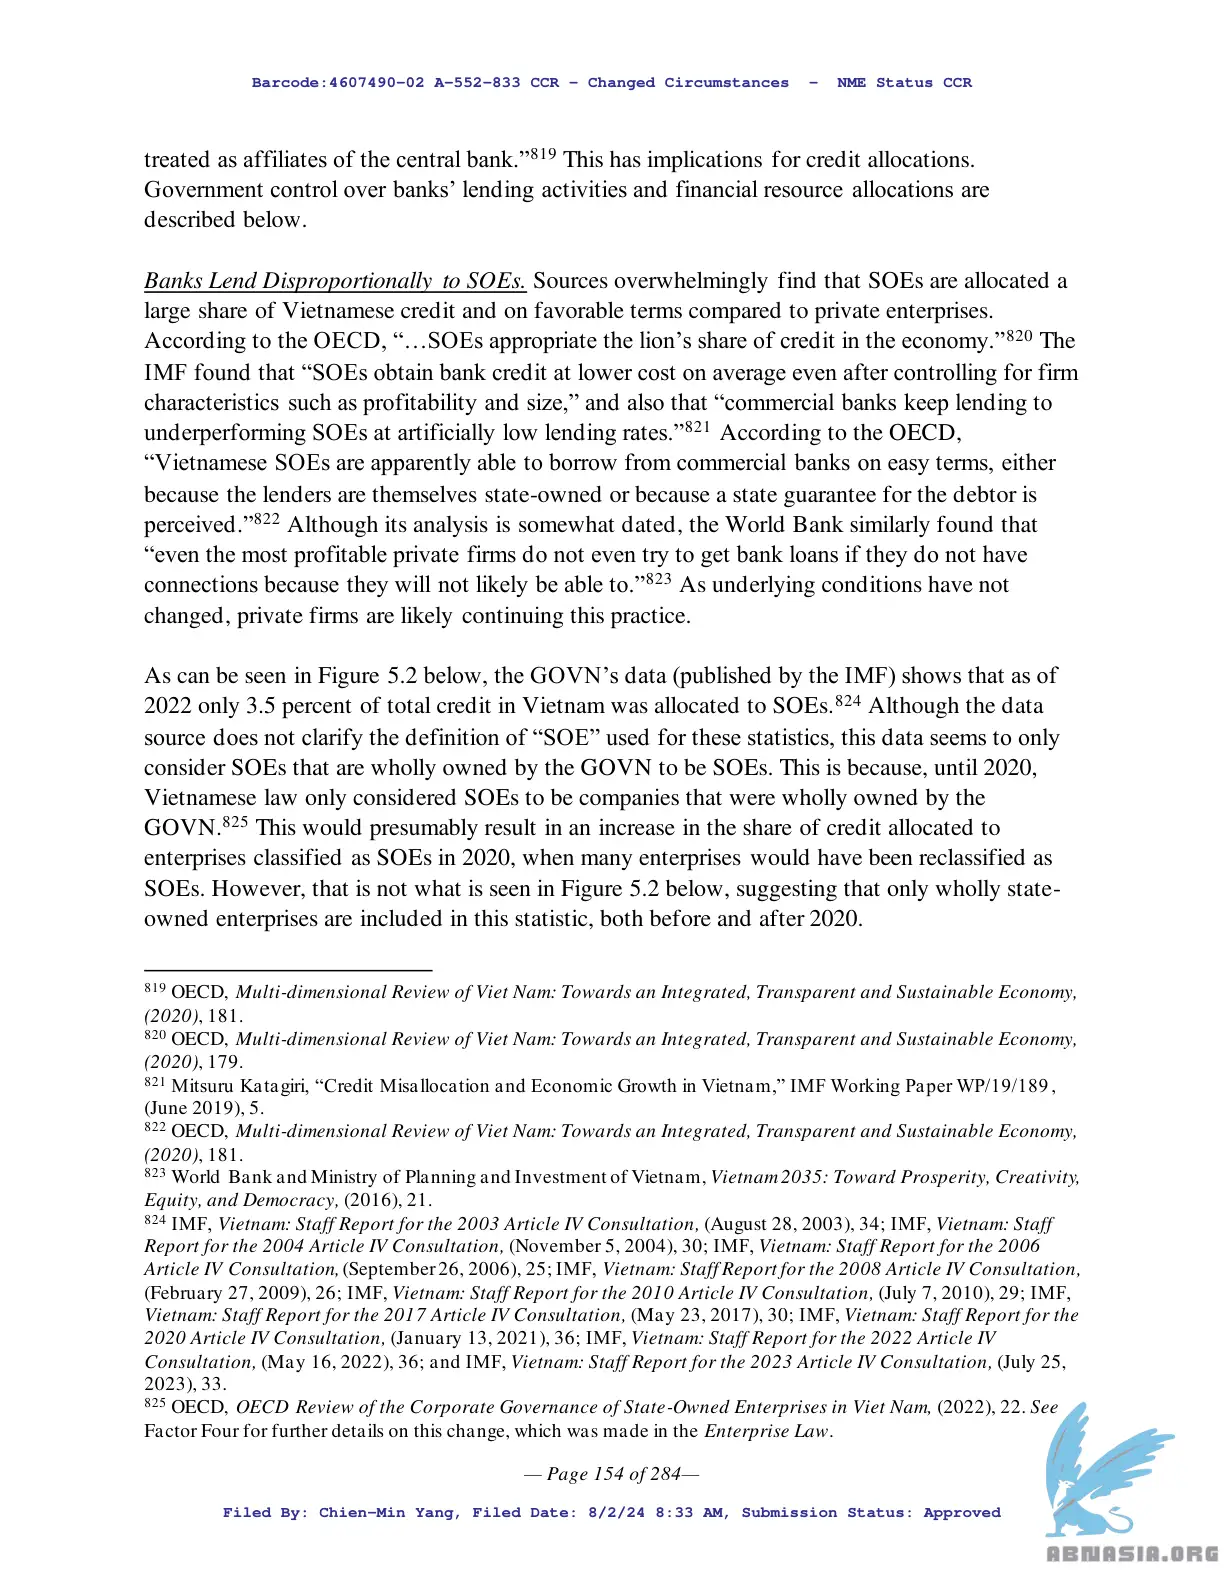 Barcode:4607490-02 A-552-833 CCR - Changed Circumstances - NME Status CCR
treated as affiliates of the central bank.”819 This has implications for credit allocations.
Government control over banks’ lending activities and financial resource allocations are
described below.
Banks Lend Disproportionally to SOEs. Sources overwhelmingly find that SOEs are allocated a
large share of Vietnamese credit and on favorable terms compared to private enterprises.
According to the OECD, “…SOEs appropriate the lion’s share of credit in the economy.”820 The
IMF found that “SOEs obtain bank credit at lower cost on average even after controlling for firm
characteristics such as profitability and size,” and also that “commercial banks keep lending to
underperforming SOEs at artificially low lending rates.”821 According to the OECD,
“Vietnamese SOEs are apparently able to borrow from commercial banks on easy terms, either
because the lenders are themselves state-owned or because a state guarantee for the debtor is
perceived.”822 Although its analysis is somewhat dated, the World Bank similarly found that
“even the most profitable private firms do not even try to get bank loans if they do not have
connections because they will not likely be able to.”823 As underlying conditions have not
changed, private firms are likely continuing this practice.
As can be seen in Figure 5.2 below, the GOVN’s data (published by the IMF) shows that as of
2022 only 3.5 percent of total credit in Vietnam was allocated to SOEs.824 Although the data
source does not clarify the definition of “SOE” used for these statistics, this data seems to only
consider SOEs that are wholly owned by the GOVN to be SOEs. This is because, until 2020,
Vietnamese law only considered SOEs to be companies that were wholly owned by the
GOVN.825 This would presumably result in an increase in the share of credit allocated to
enterprises classified as SOEs in 2020, when many enterprises would have been reclassified as
SOEs. However, that is not what is seen in Figure 5.2 below, suggesting that only wholly state-
owned enterprises are included in this statistic, both before and after 2020.
819 OECD, Multi-dimensional Review of Viet Nam: Towards an Integrated, Transparent and Sustainable Economy,
(2020), 181.
820 OECD, Multi-dimensional Review of Viet Nam: Towards an Integrated, Transparent and Sustainable Economy,
(2020), 179.
821 Mitsuru Katagiri, “Credit Misallocation and Economic Growth in Vietnam,” IMF Working Paper WP/19/189,
(June 2019), 5.
822 OECD, Multi-dimensional Review of Viet Nam: Towards an Integrated, Transparent and Sustainable Economy,
(2020), 181.
823 World Bank and Ministry of Planning and Investment of Vietnam, Vietnam 2035: Toward Prosperity, Creativity,
Equity, and Democracy, (2016), 21.
824 IMF, Vietnam: Staff Report for the 2003 Article IV Consultation, (August 28, 2003), 34; IMF, Vietnam: Staff
Report for the 2004 Article IV Consultation, (November 5, 2004), 30; IMF, Vietnam: Staff Report for the 2006
Article IV Consultation, (September 26, 2006), 25; IMF, Vietnam: Staff Report for the 2008 Article IV Consultation,
(February 27, 2009), 26; IMF, Vietnam: Staff Report for the 2010 Article IV Consultation, (July 7, 2010), 29; IMF,
Vietnam: Staff Report for the 2017 Article IV Consultation, (May 23, 2017), 30; IMF, Vietnam: Staff Report for the
2020 Article IV Consultation, (January 13, 2021), 36; IMF, Vietnam: Staff Report for the 2022 Article IV
Consultation, (May 16, 2022), 36; and IMF, Vietnam: Staff Report for the 2023 Article IV Consultation, (July 25,
2023), 33.
825 OECD, OECD Review of the Corporate Governance of State-Owned Enterprises in Viet Nam, (2022), 22. See
Factor Four for further details on this change, which was made in the Enterprise Law.
— Page 154 of 284—
Filed By: Chien-Min Yang, Filed Date: 8/2/24 8:33 AM, Submission Status: Approved
ABNASIA.ORG